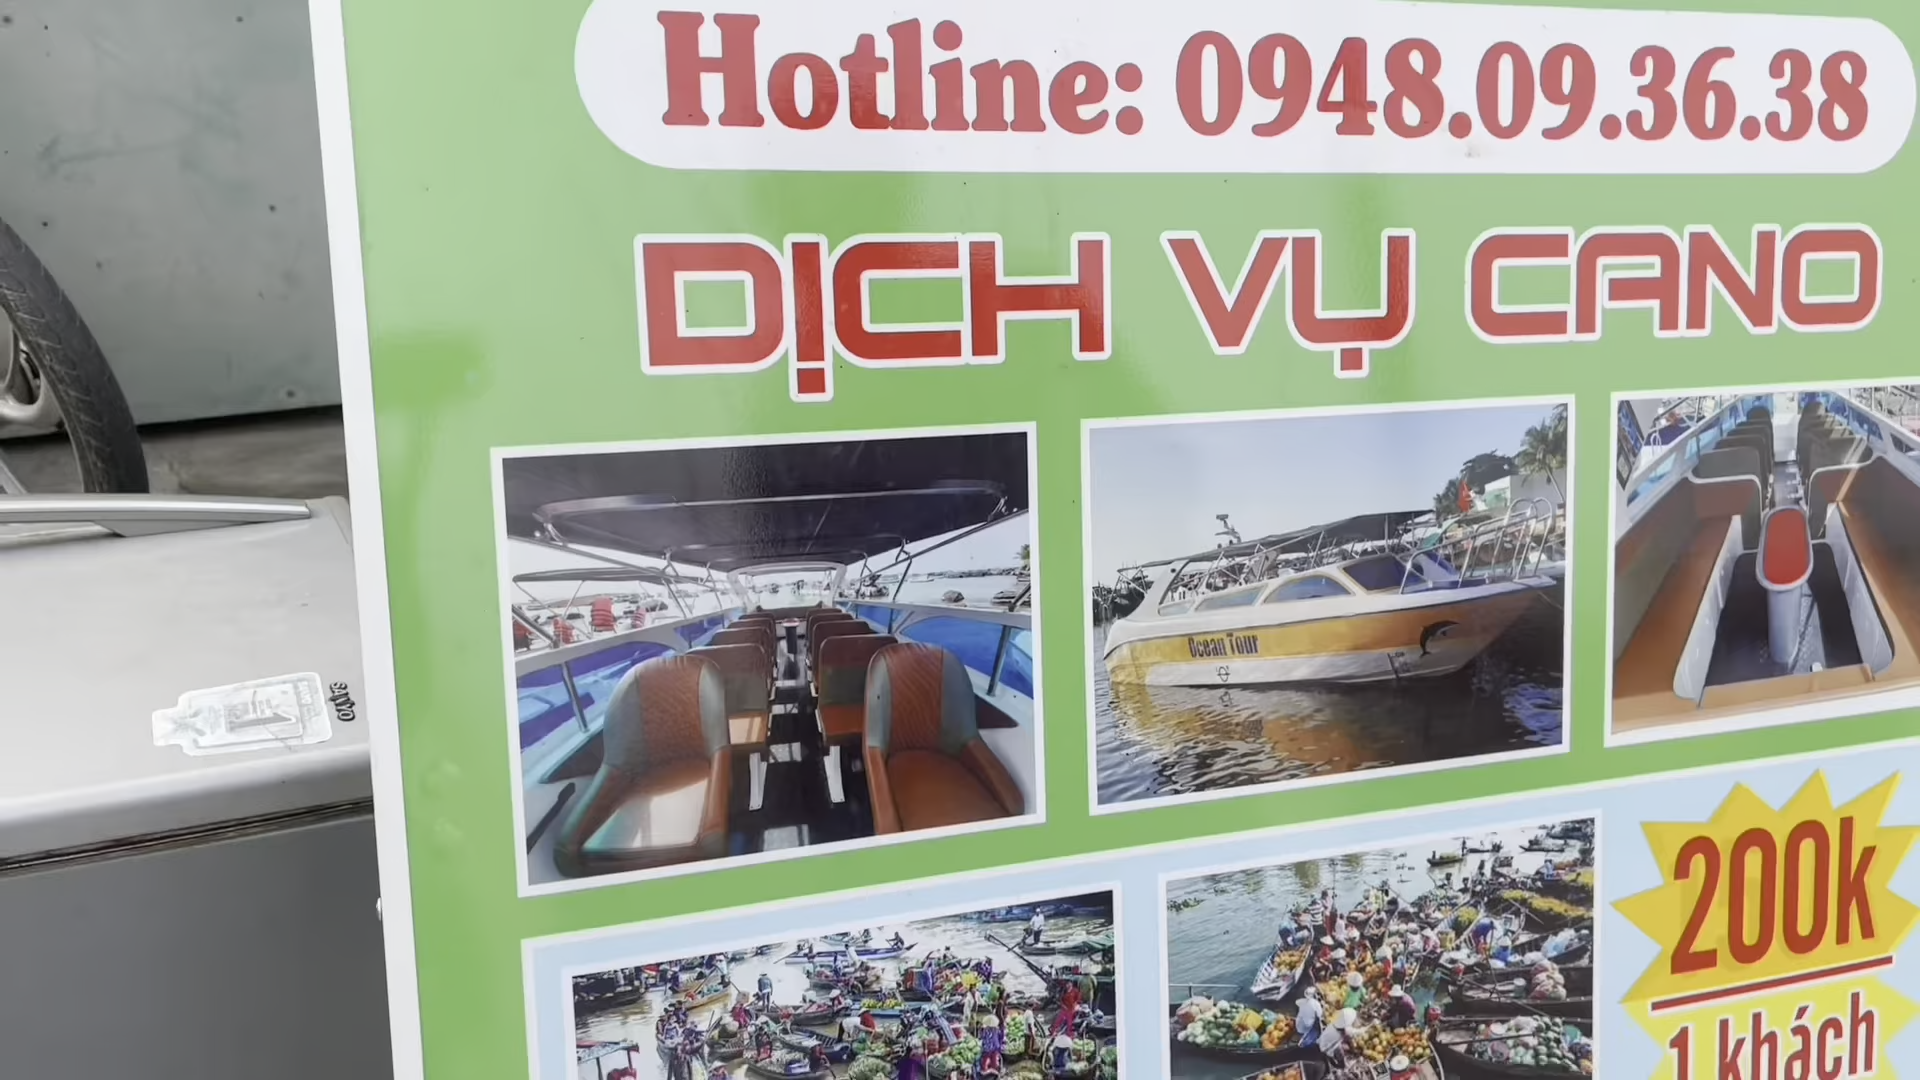 Hotline: 0948.09.36.38
DỊCH VỤ CANO
Ocean Tour
SANYO
200k
1 khách